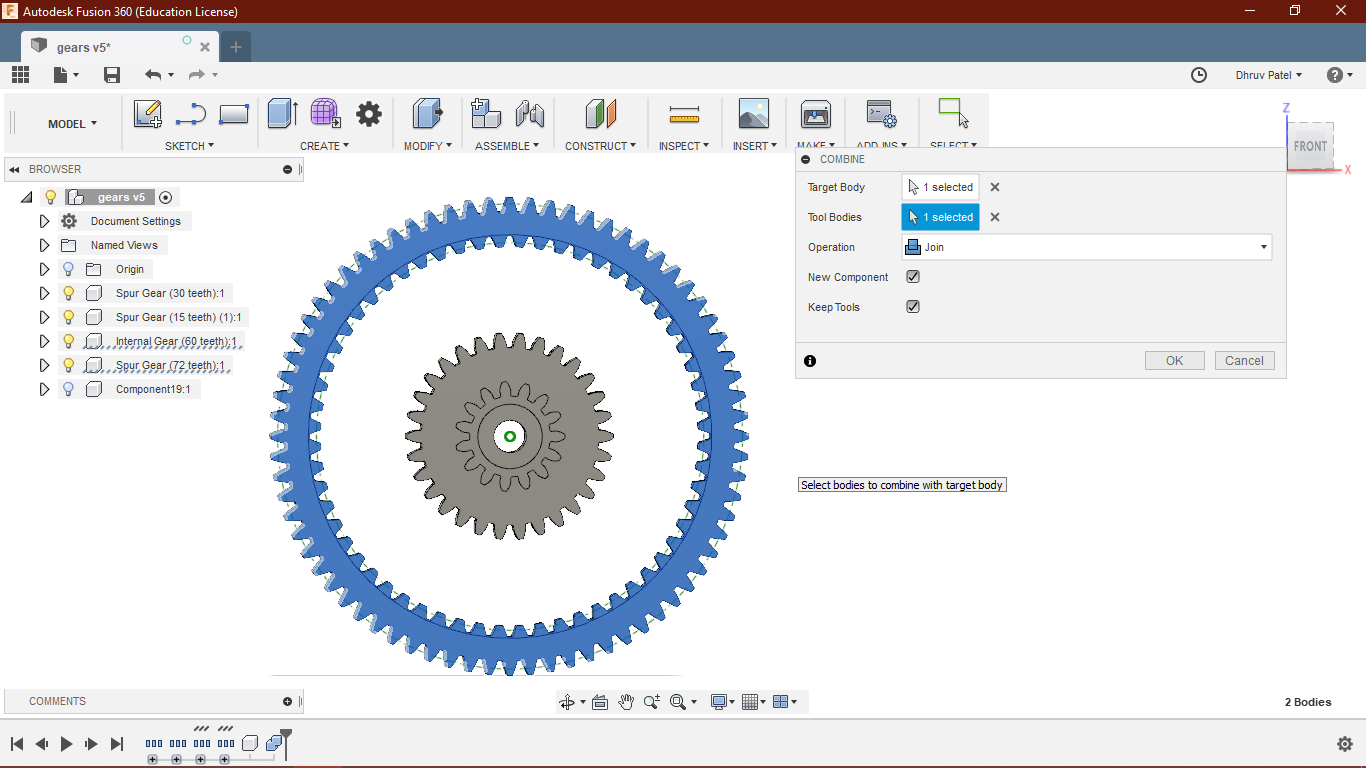 Autodesk Fusion 360 (Education License)
gears v5*
Dhruv Patel
MODEL
SKETCH
CREATE
MODIFY
ASSEMBLE
CONSTRUCT
INSPECT
INSERT
MAKE
ADD-INS
SELECT
Z
FRONT
X
BROWSER
gears v5
Document Settings
Named Views
Origin
Spur Gear (30 teeth):1
Spur Gear (15 teeth) (1):1
Internal Gear (60 teeth):1
Spur Gear (72 teeth):1
Component19:1
COMBINE
Target Body 1 selected
Tool Bodies 1 selected
Operation Join
New Component
Keep Tools
OK Cancel
Select bodies to combine with target body
COMMENTS
2 Bodies